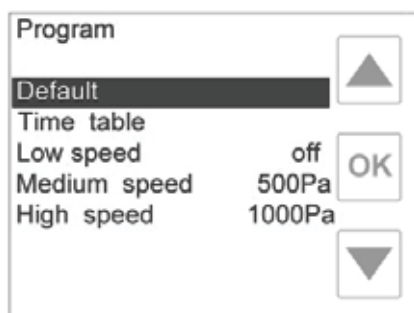 Program
Default
Time table
Low speed off
Medium speed 500Pa
High speed 1000Pa
OK